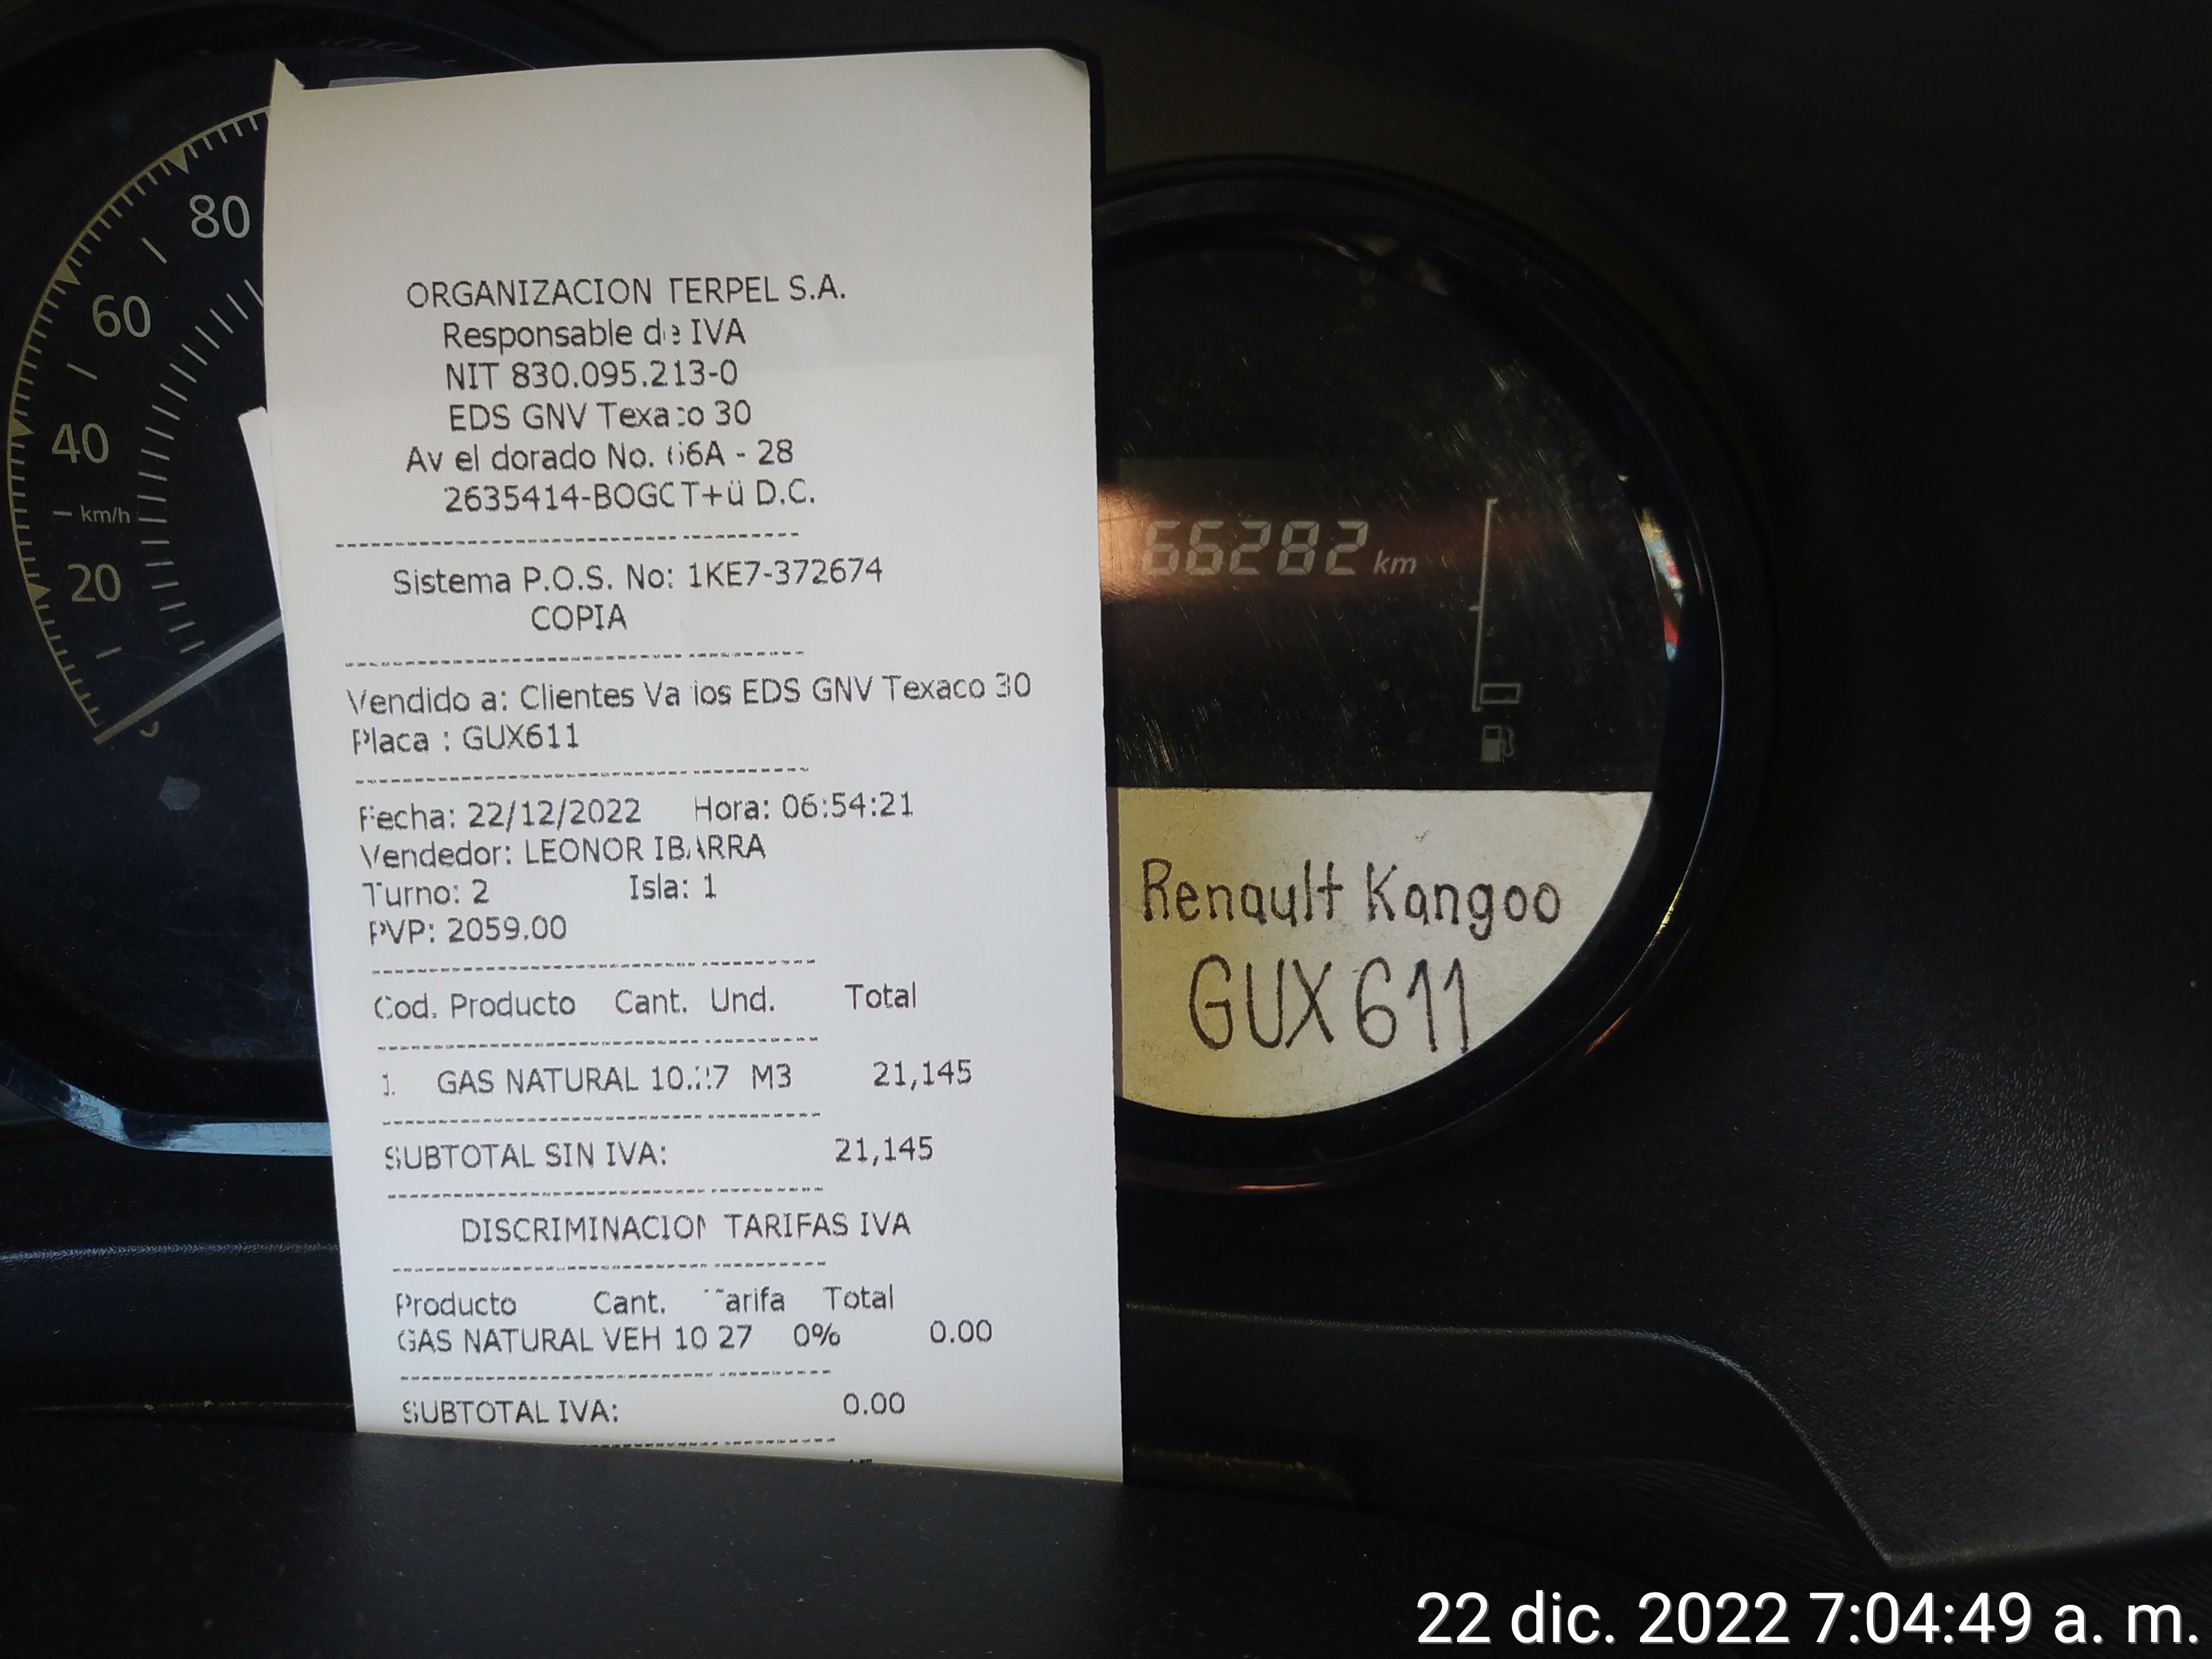 80
60
40
km/h
20
ORGANIZACION TERPEL S.A.
Responsable de IVA
NIT 830.095.213-0
EDS GNV Texaco 30
Av el dorado No. 66A - 28
2635414-BOGOT+ü D.C.
Sistema P.O.S. No: 1KE7-372674
COPIA
Vendido a: Clientes Varios EDS GNV Texaco 30
Placa : GUX611
Fecha: 22/12/2022 Hora: 06:54:21
Vendedor: LEONOR IBARRA
Turno: 2 Isla: 1
PVP: 2059.00
Cod. Producto Cant. Und. Total
1. GAS NATURAL 10.27 M3 21,145
SUBTOTAL SIN IVA: 21,145
DISCRIMINACION TARIFAS IVA
Producto Cant. Tarifa Total
GAS NATURAL VEH 10.27 0% 0.00
SUBTOTAL IVA: 0.00
66282 km
Renault Kangoo
GUX611
22 dic. 2022 7:04:49 a. m.